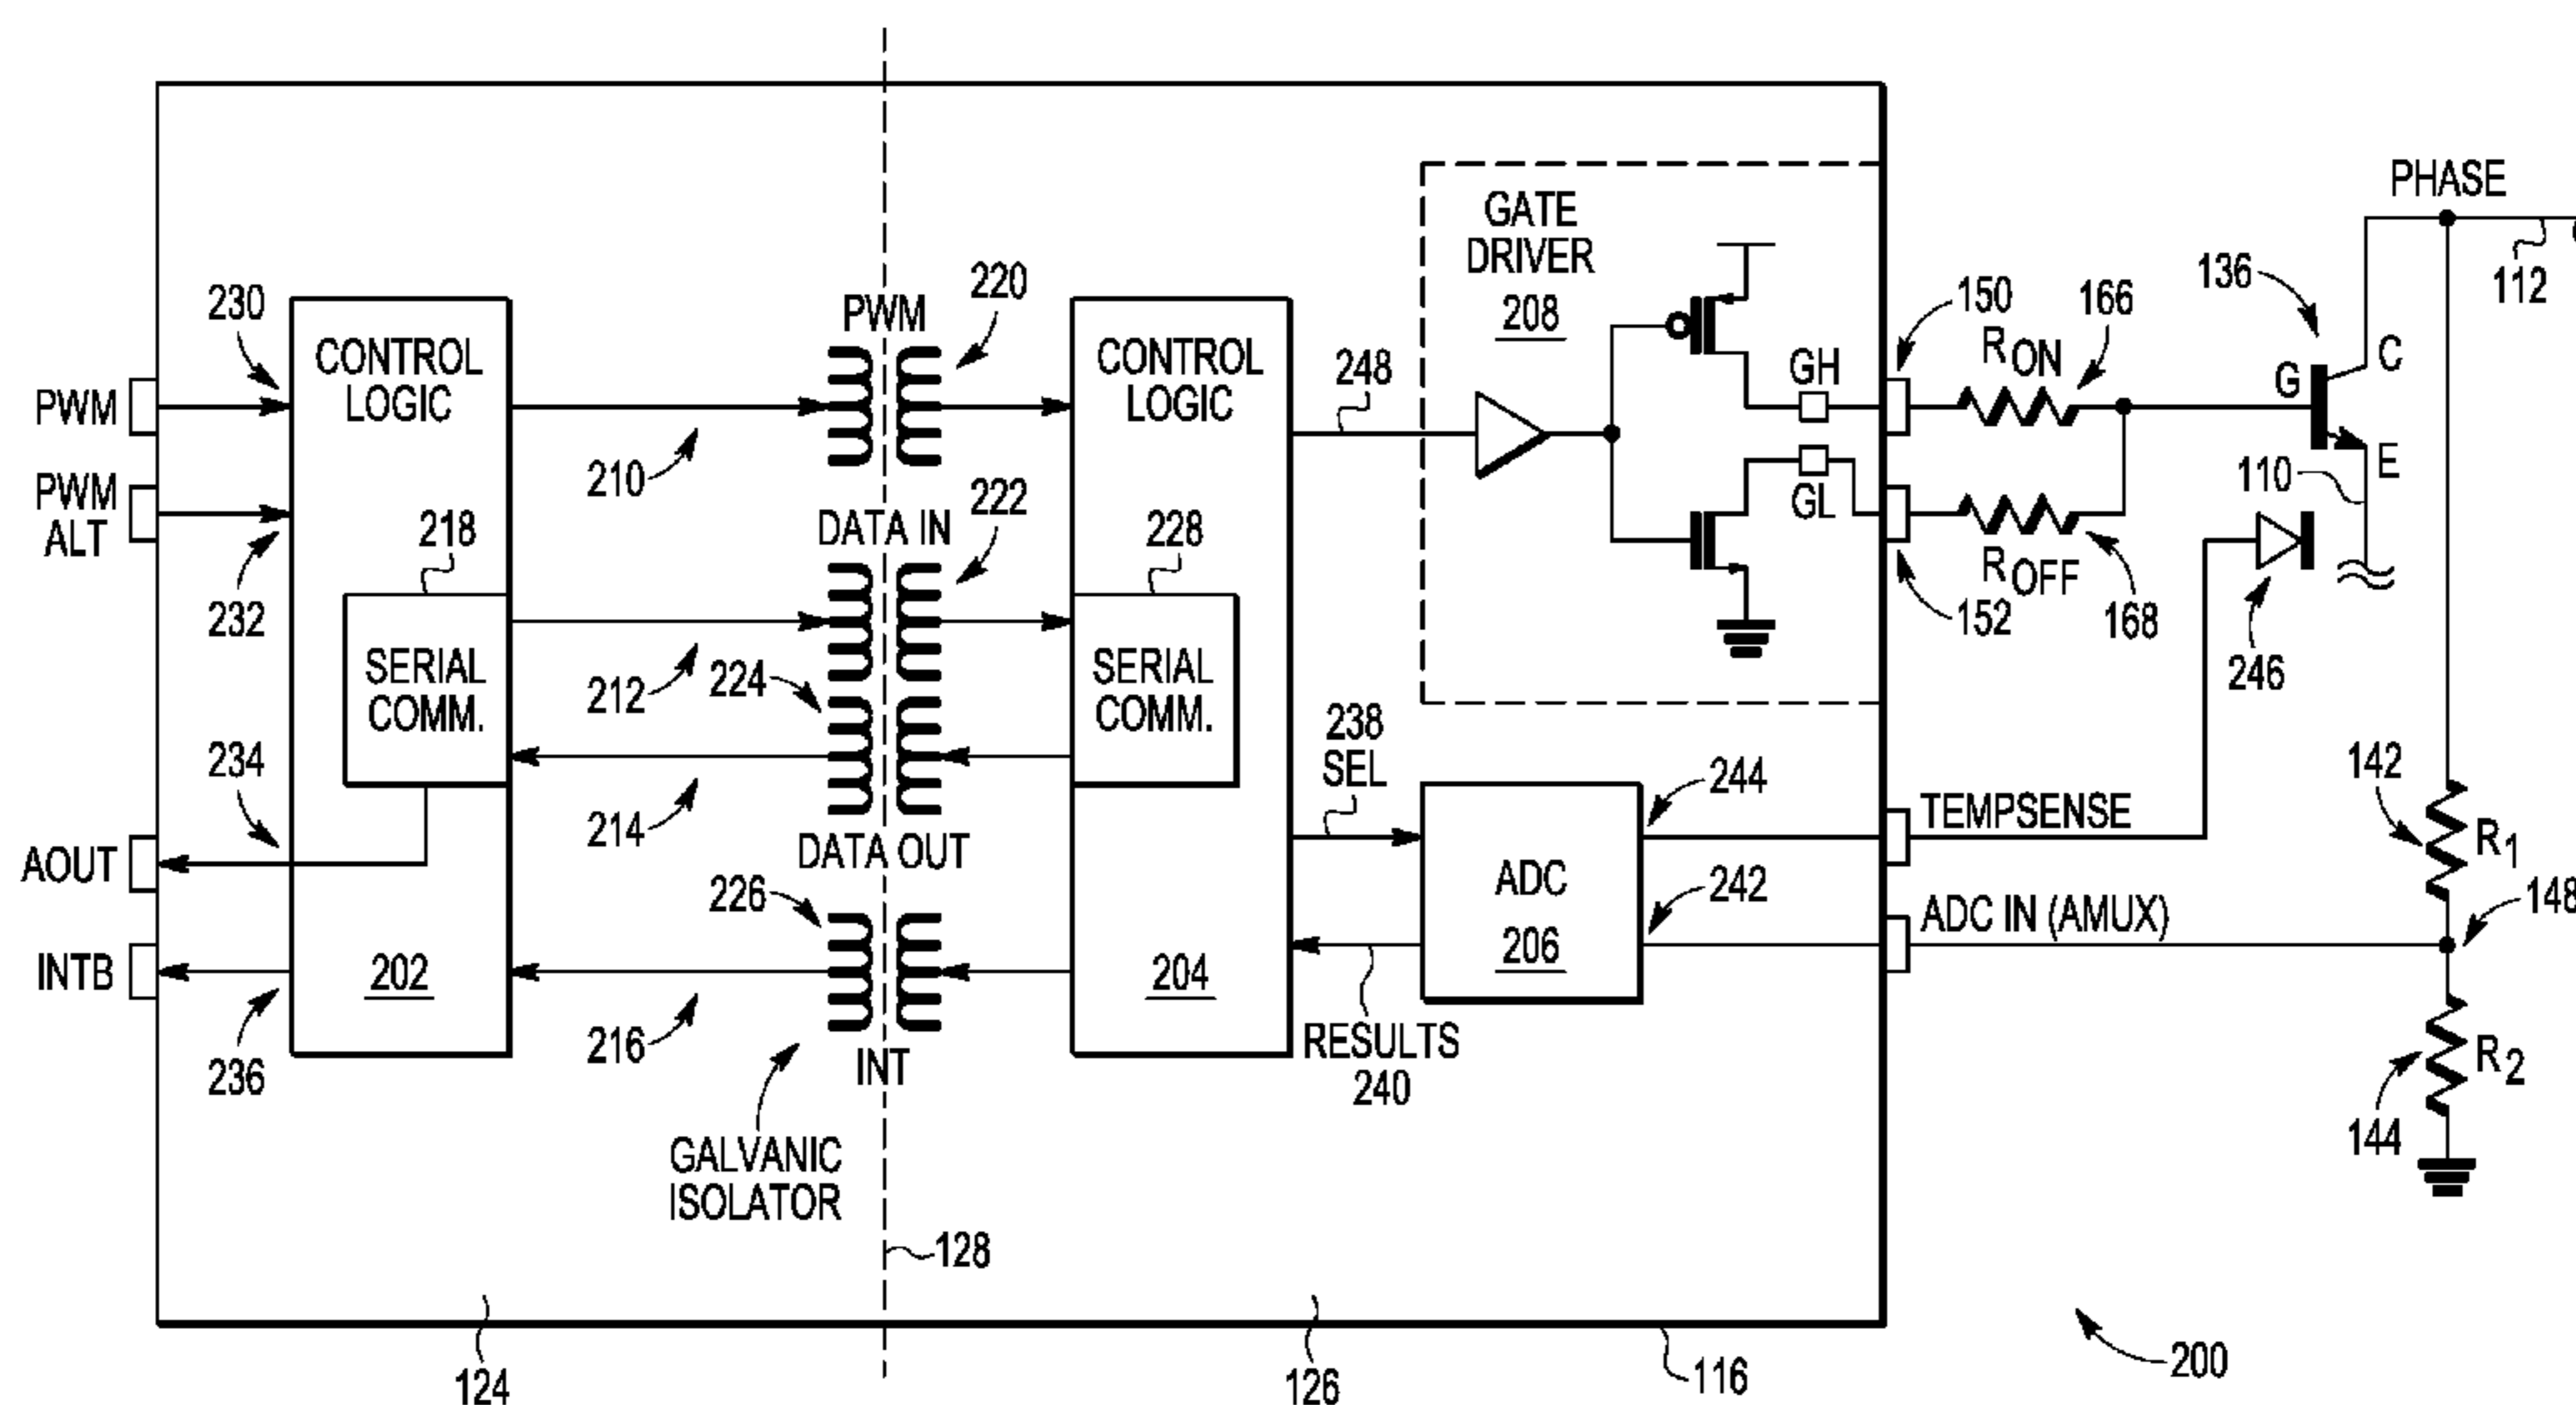 PHASE
GATE
DRIVER
208
136
112
150
166
230
PWM
220
CONTROL
LOGIC
CONTROL
LOGIC
248
GH
R ON
G
C
PWM
210
222
GL
110
E
PWM
ALT
218
DATA IN
228
R OFF
232
152
168
246
SERIAL
COMM.
212
224
SERIAL
COMM.
238
SEL
234
214
244
142
TEMPSENSE
R1
AOUT
DATA OUT
226
ADC
206
242
ADC IN (AMUX)
148
INTB
202
204
236
216
INT
RESULTS
240
R2
144
GALVANIC
ISOLATOR
128
124
126
116
200